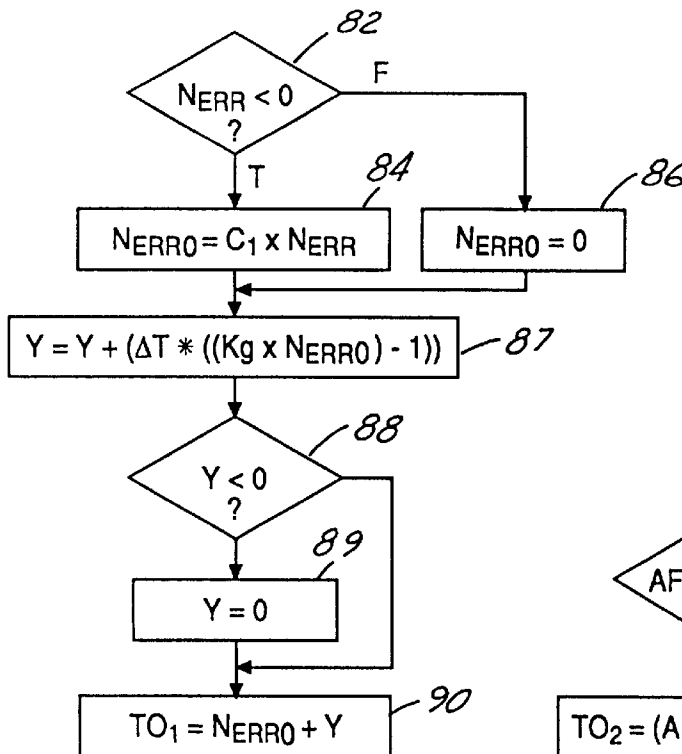 82
N_ERR < 0
?
F
T
84
N_ERR0 = C_1 x N_ERR
86
N_ERR0 = 0
Y = Y + (ΔT * ((Kg x N_ERR0) - 1))
87
88
Y < 0
?
89
Y = 0
90
TO_1 = N_ERR0 + Y
AF
TO_2 = (A